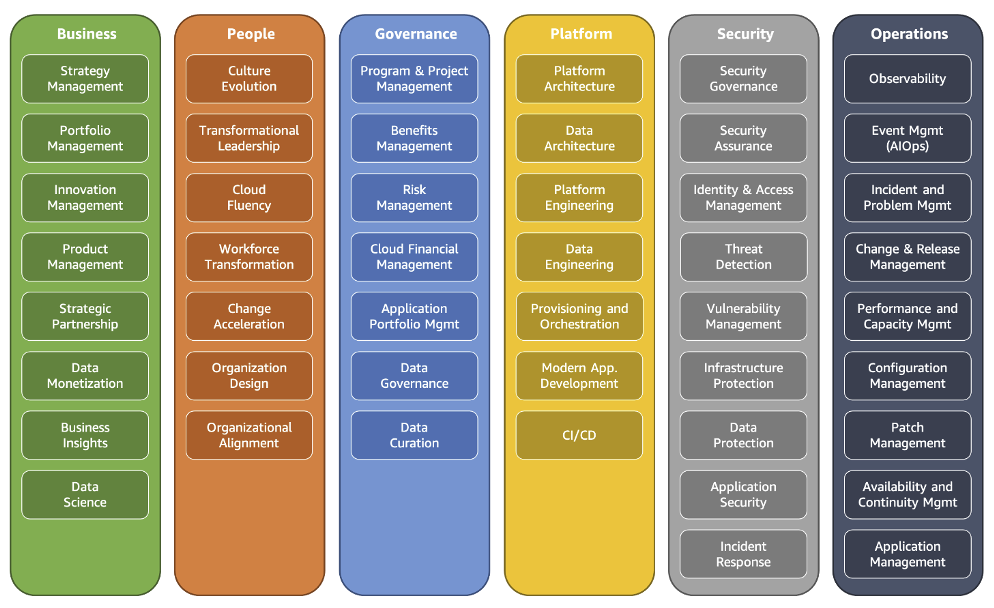 Business
Strategy
Management
Portfolio
Management
Innovation
Management
Product
Management
Strategic
Partnership
Data
Monetization
Business
Insights
Data
Science
People
Culture
Evolution
Transformational
Leadership
Cloud
Fluency
Workforce
Transformation
Change
Acceleration
Organization
Design
Organizational
Alignment
Governance
Program & Project
Management
Benefits
Management
Risk
Management
Cloud Financial
Management
Application
Portfolio Mgmt
Data
Governance
Data
Curation
Platform
Platform
Architecture
Data
Architecture
Platform
Engineering
Data
Engineering
Provisioning and
Orchestration
Modern App.
Development
CI/CD
Security
Security
Governance
Security
Assurance
Identity & Access
Management
Threat
Detection
Vulnerability
Management
Infrastructure
Protection
Data
Protection
Application
Security
Incident
Response
Operations
Observability
Event Mgmt
(AIOps)
Incident and
Problem Mgmt
Change & Release
Management
Performance and
Capacity Mgmt
Configuration
Management
Patch
Management
Availability and
Continuity Mgmt
Application
Management